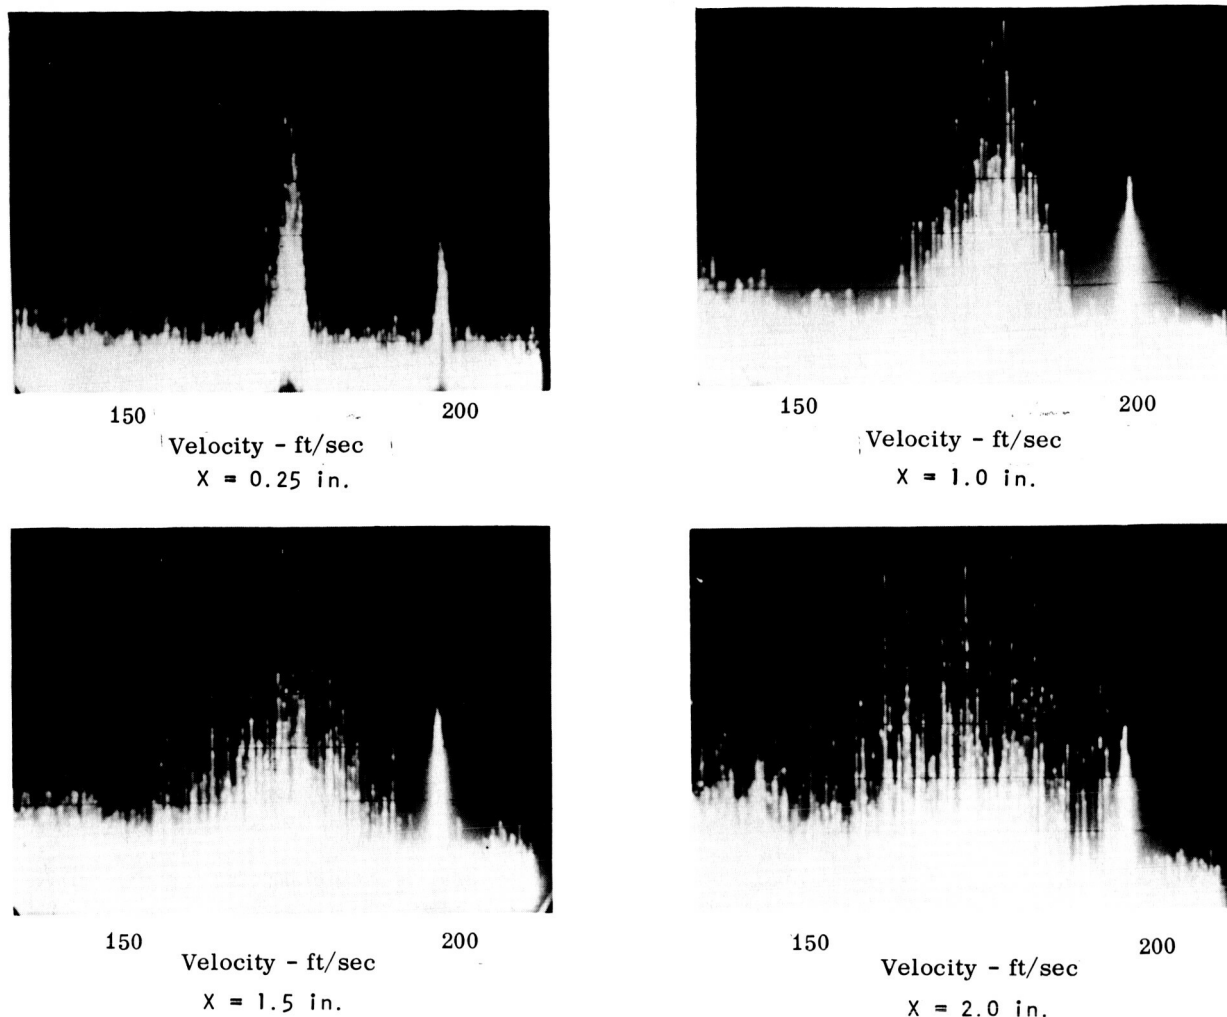 150 200
Velocity - ft/sec
X = 0.25 in.
150 200
Velocity - ft/sec
X = 1.0 in.
150 200
Velocity - ft/sec
X = 1.5 in.
150 200
Velocity - ft/sec
X = 2.0 in.